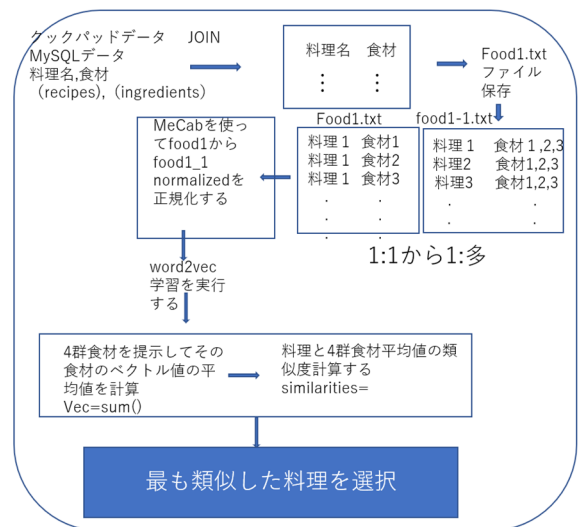 クックパッドデータ JOIN
MySQLデータ
料理名,食材
(recipes), (ingredients)
料理名 食材
⋮ ⋮
Food1.txt
ファイル
保存
MeCabを使っ
てfood1から
food1_1
normalizedを
正規化する
Food1.txt
料理1 食材1
料理1 食材2
料理1 食材3
. .
. .
. .
food1-1.txt
料理1 食材1,2,3
料理2 食材1,2,3
料理3 食材1,2,3
. .
. .
1:1から1:多
word2vec
学習を実行
する
4群食材を提示してその
食材のベクトル値の平
均値を計算
Vec=sum()
料理と4群食材平均値の類
似度計算する
similarities=
最も類似した料理を選択